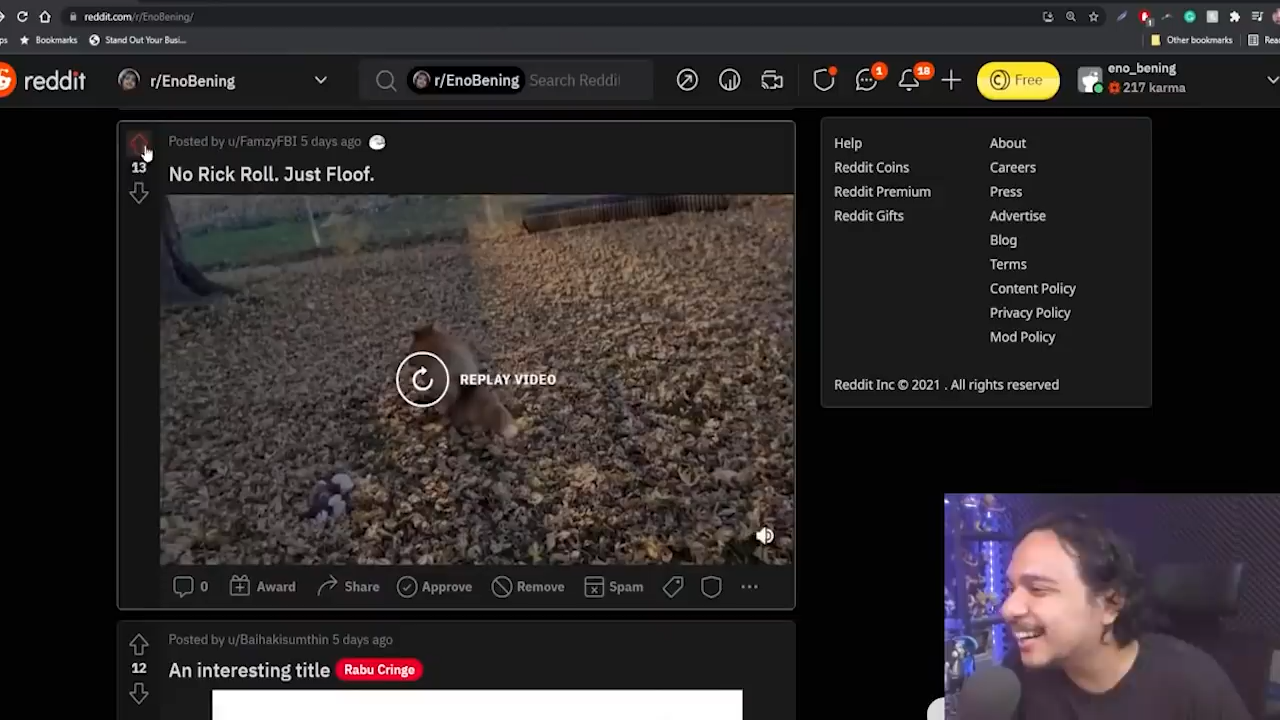 reddit.com/r/EnoBening/
ps Bookmarks Stand Out Your Busi... Other bookmarks Rea
reddit r/EnoBening r/EnoBening Search Reddit 1 18 Free eno_bening
217 karma
Posted by u/FamzyFBI 5 days ago
13
No Rick Roll. Just Floof.
REPLAY VIDEO
0 Award Share Approve Remove Spam
Posted by u/Baihakisumthin 5 days ago
12
An interesting title Rabu Cringe
Help About
Reddit Coins Careers
Reddit Premium Press
Reddit Gifts Advertise
Blog
Terms
Content Policy
Privacy Policy
Mod Policy
Reddit Inc © 2021 . All rights reserved